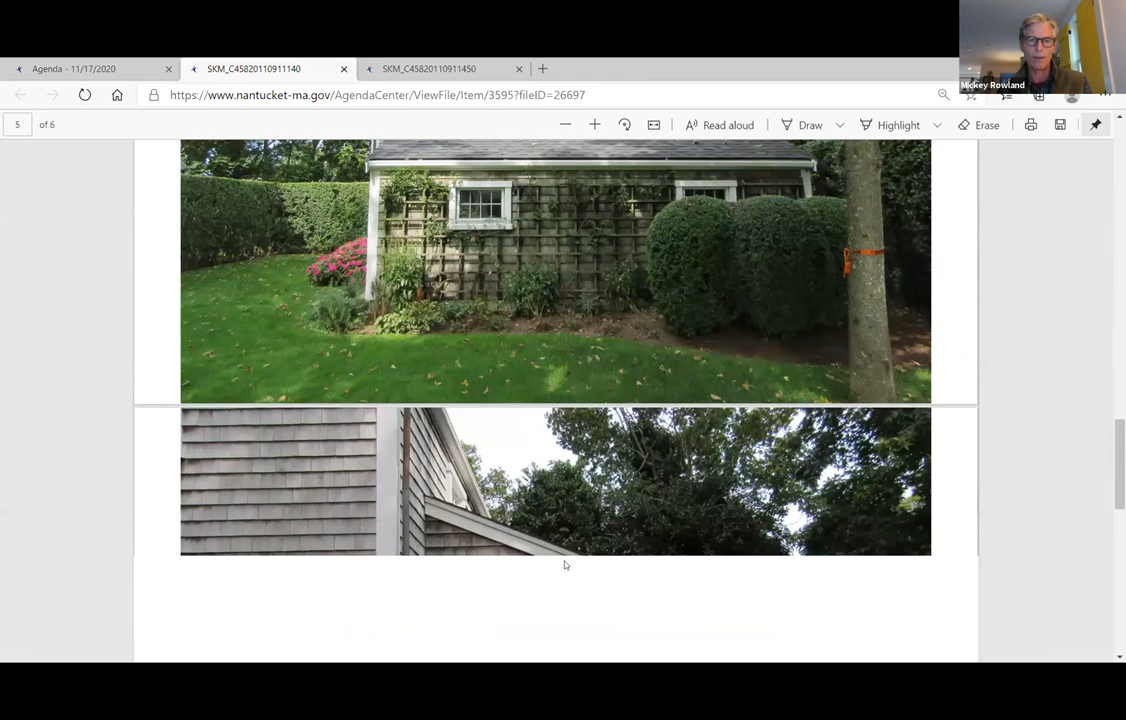 Agenda - 11/17/2020
SKM_C45820110911140
SKM_C45820110911450
https://www.nantucket-ma.gov/AgendaCenter/ViewFile/Item/3595?fileID=26697
Mickey Rowland
5 of 6
Read aloud
Draw
Highlight
Erase